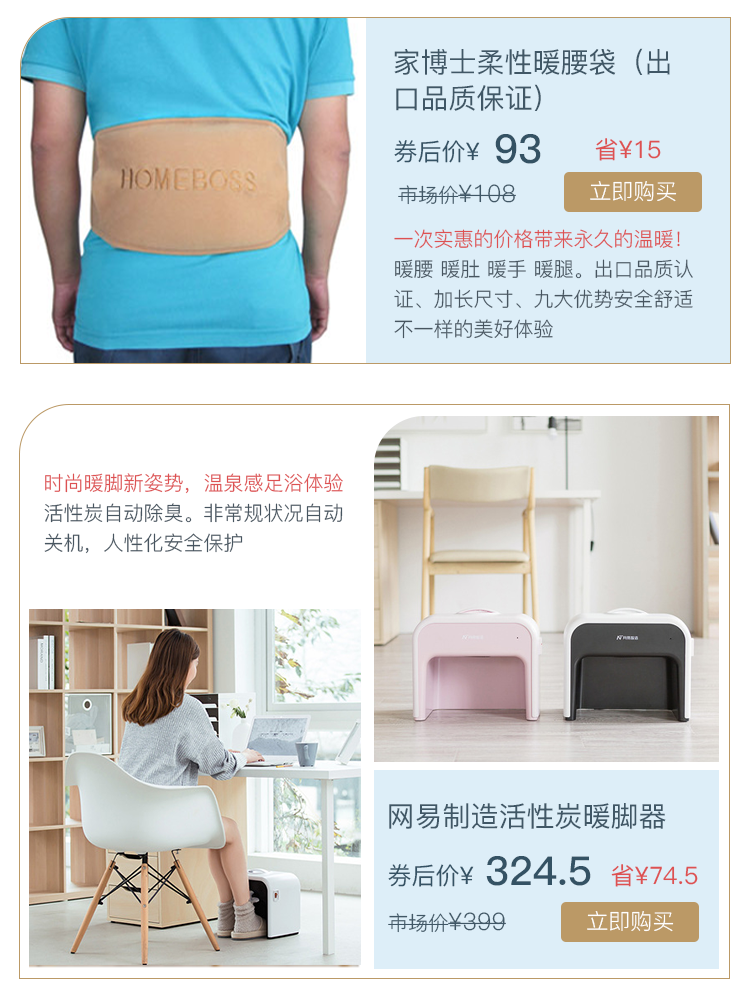 HOMEBOSS
家博士柔性暖腰袋（出
口品质保证）
券后价¥ 93 省¥15
市场价¥108 立即购买
一次实惠的价格带来永久的温暖！
暖腰 暖肚 暖手 暖腿。出口品质认
证、加长尺寸、九大优势安全舒适
不一样的美好体验
时尚暖脚新姿势，温泉感足浴体验
活性炭自动除臭。非常规状况自动
关机，人性化安全保护
网易制造活性炭暖脚器
券后价¥ 324.5 省¥74.5
市场价¥399 立即购买